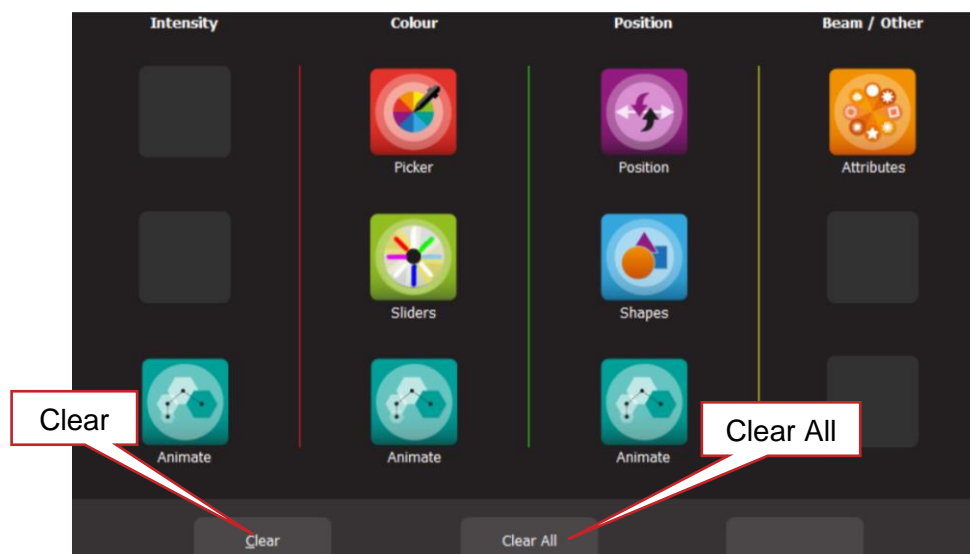 Intensity
Colour
Position
Beam / Other
Picker
Position
Attributes
Sliders
Shapes
Clear
Clear All
Animate
Animate
Animate
Clear
Clear All